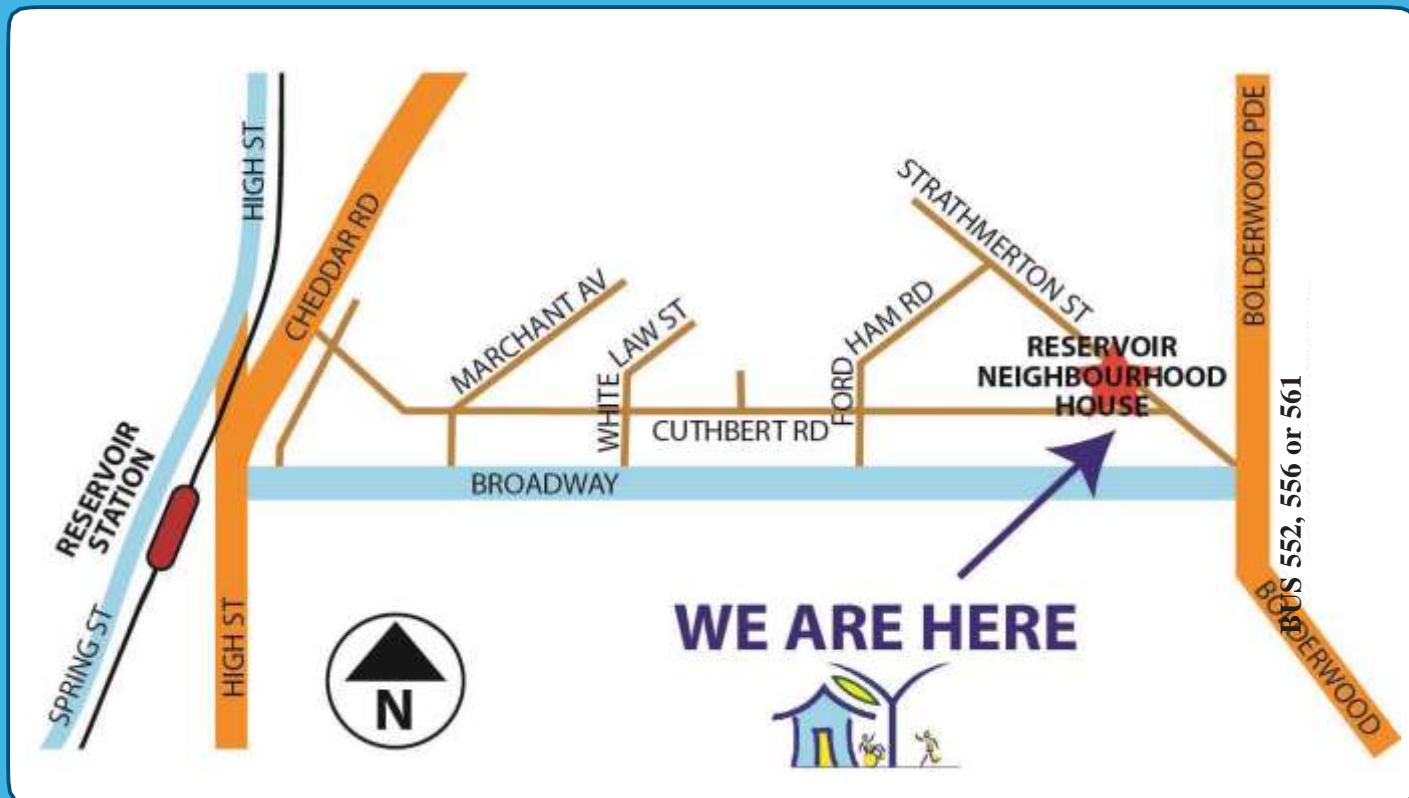 HIGH ST
CHEDDAR RD
BOLDERWOOD PDE
STRATHMERTON ST
MARCHANT AV
WHITE LAW ST
FORD HAM RD
RESERVOIR
NEIGHBOURHOOD
HOUSE
CUTHBERT RD
BROADWAY
RESERVOIR
STATION
BUS 552, 556 or 561
SPRING ST
HIGH ST
N
WE ARE HERE
BOLDERWOOD